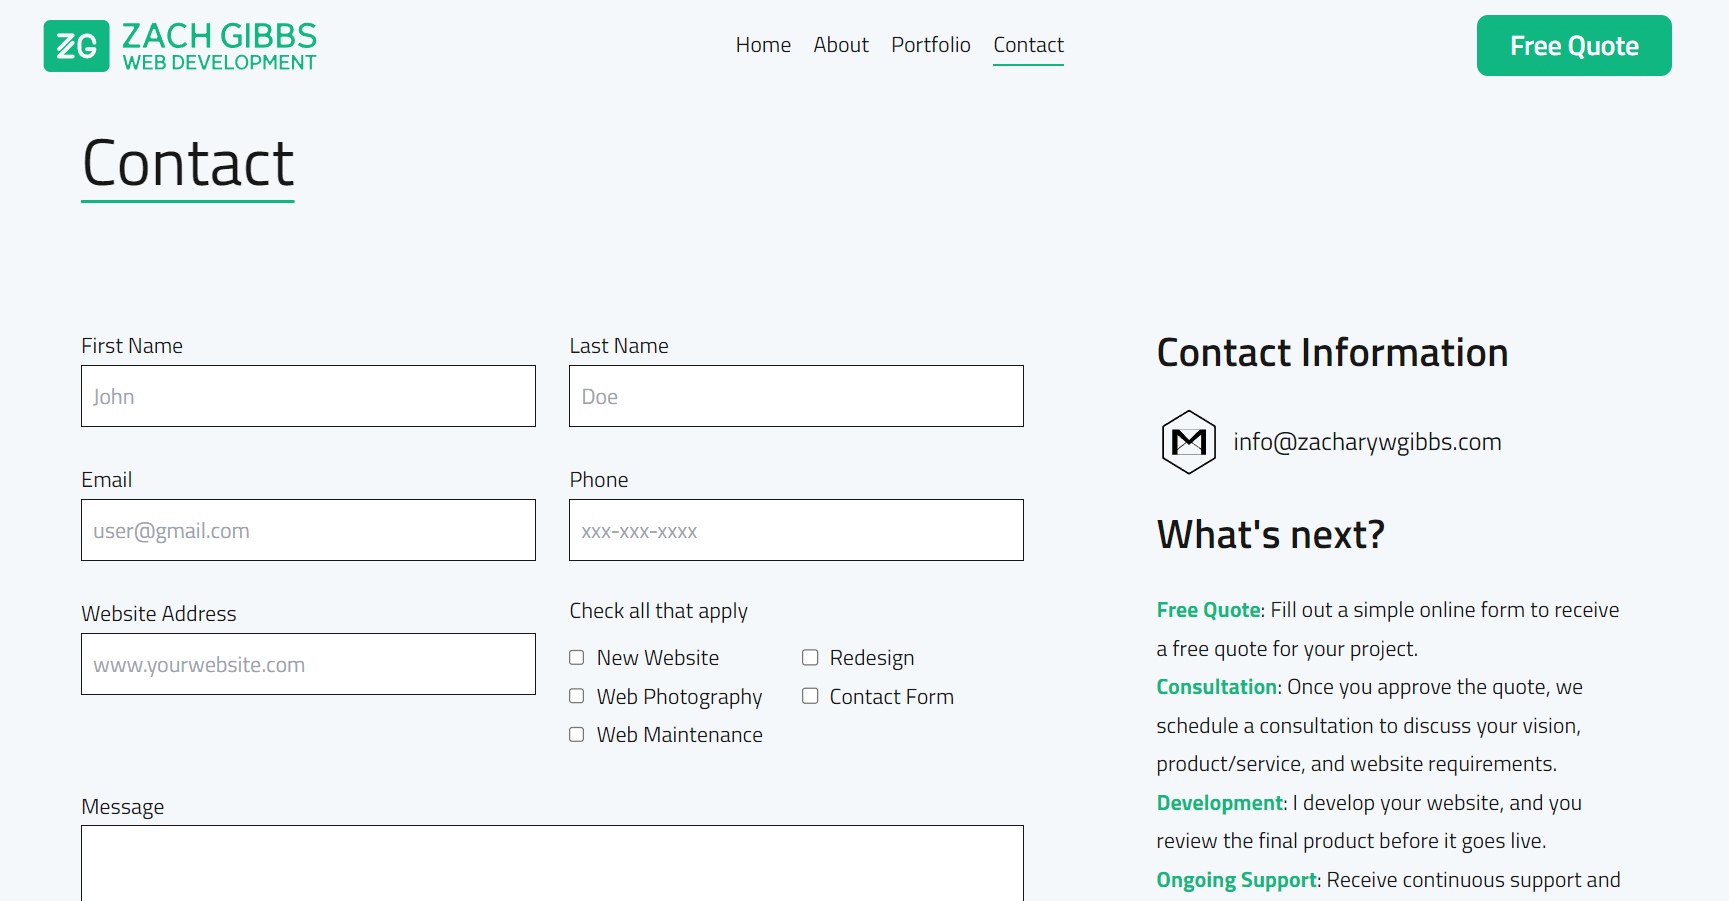 ZG
ZACH GIBBS
WEB DEVELOPMENT
Home About Portfolio Contact
Free Quote
Contact
First Name
John
Last Name
Doe
Email
user@gmail.com
Phone
xxx-xxx-xxxx
Website Address
www.yourwebsite.com
Check all that apply
New Website
Redesign
Web Photography
Contact Form
Web Maintenance
Message
Contact Information
info@zacharywgibbs.com
What's next?
Free Quote: Fill out a simple online form to receive
a free quote for your project.
Consultation: Once you approve the quote, we
schedule a consultation to discuss your vision,
product/service, and website requirements.
Development: I develop your website, and you
review the final product before it goes live.
Ongoing Support: Receive continuous support and